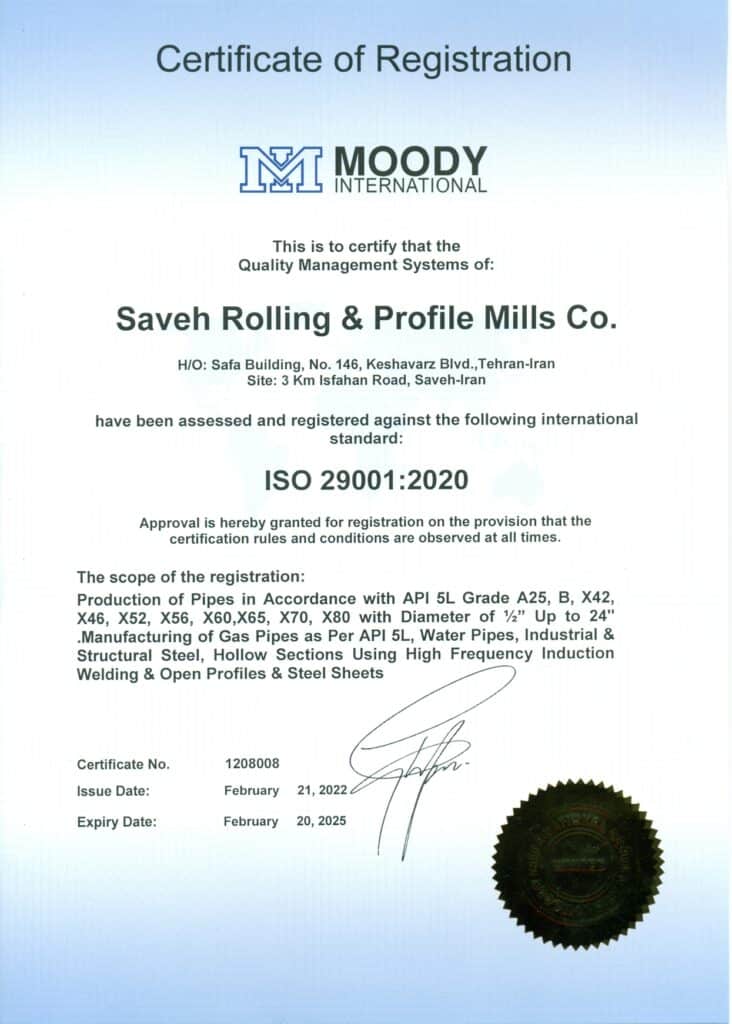 Certificate of Registration
MOODY
INTERNATIONAL
This is to certify that the
Quality Management Systems of:
Saveh Rolling & Profile Mills Co.
H/O: Safa Building, No. 146, Keshavarz Blvd.,Tehran-Iran
Site: 3 Km Isfahan Road, Saveh-Iran
have been assessed and registered against the following international
standard:
ISO 29001:2020
Approval is hereby granted for registration on the provision that the
certification rules and conditions are observed at all times.
The scope of the registration:
Production of Pipes in Accordance with API 5L Grade A25, B, X42,
X46, X52, X56, X60,X65, X70, X80 with Diameter of ½” Up to 24"
.Manufacturing of Gas Pipes as Per API 5L, Water Pipes, Industrial &
Structural Steel, Hollow Sections Using High Frequency Induction
Welding & Open Profiles & Steel Sheets
Certificate No. 1208008
Issue Date: February 21, 2022
Expiry Date: February 20, 2025